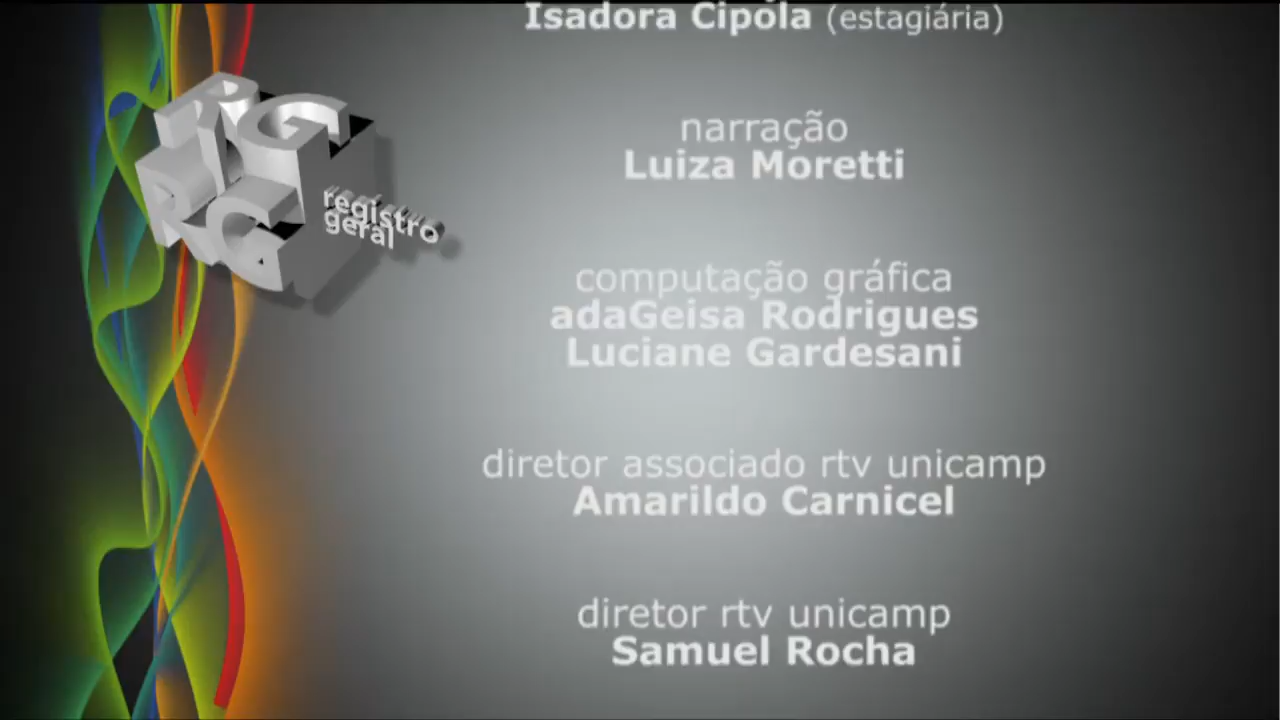 Isadora Cipola (estagiária)
RG
RG
registro
geral
narração
Luiza Moretti
computação gráfica
adaGeisa Rodrigues
Luciane Gardesani
diretor associado rtv unicamp
Amarildo Carnicel
diretor rtv unicamp
Samuel Rocha